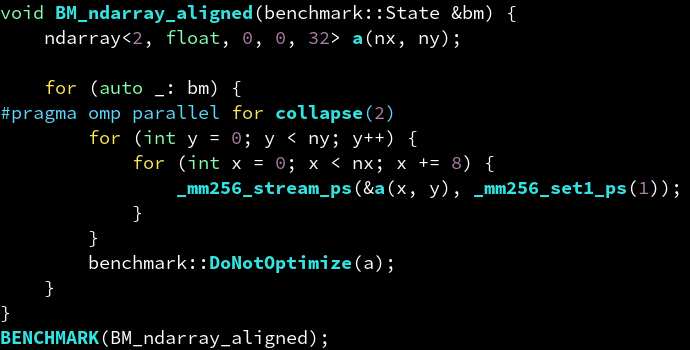 void BM_ndarray_aligned(benchmark::State &bm) {
    ndarray<2, float, 0, 0, 32> a(nx, ny);

    for (auto _: bm) {
#pragma omp parallel for collapse(2)
        for (int y = 0; y < ny; y++) {
            for (int x = 0; x < nx; x += 8) {
                _mm256_stream_ps(&a(x, y), _mm256_set1_ps(1));
            }
        }
        benchmark::DoNotOptimize(a);
    }
}
BENCHMARK(BM_ndarray_aligned);